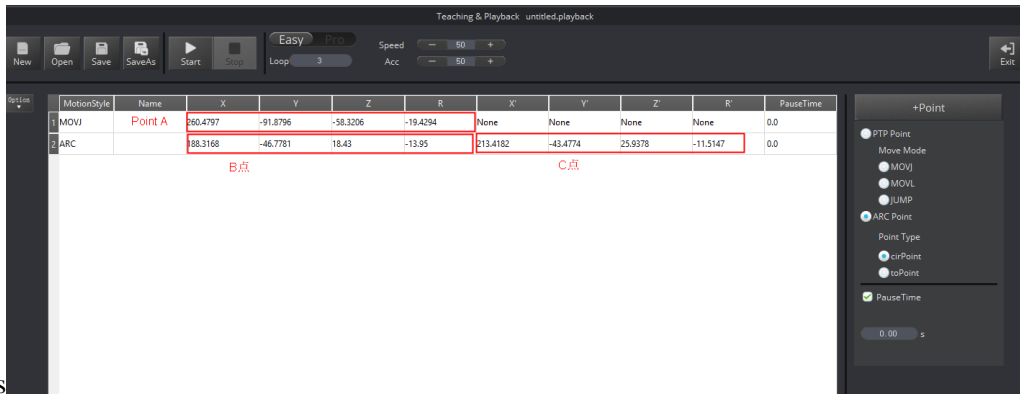 Teaching & Playback untitled.playback
New Open Save SaveAs Start Stop
Easy Pro
Loop 3
Speed - 50 +
Acc - 50 +
Exit
Option
MotionStyle Name X Y Z R X' Y' Z' R' PauseTime
1 MOVJ Point A 260.4797 -91.8796 -58.3206 -19.4294 None None None None 0.0
2 ARC 188.3168 -46.7781 18.43 -13.95 213.4182 -43.4774 25.9378 -11.5147 0.0
B点 C点
+Point
PTP Point
Move Mode
MOVJ
MOVL
JUMP
ARC Point
Point Type
cirPoint
toPoint
PauseTime
0.00 s
s